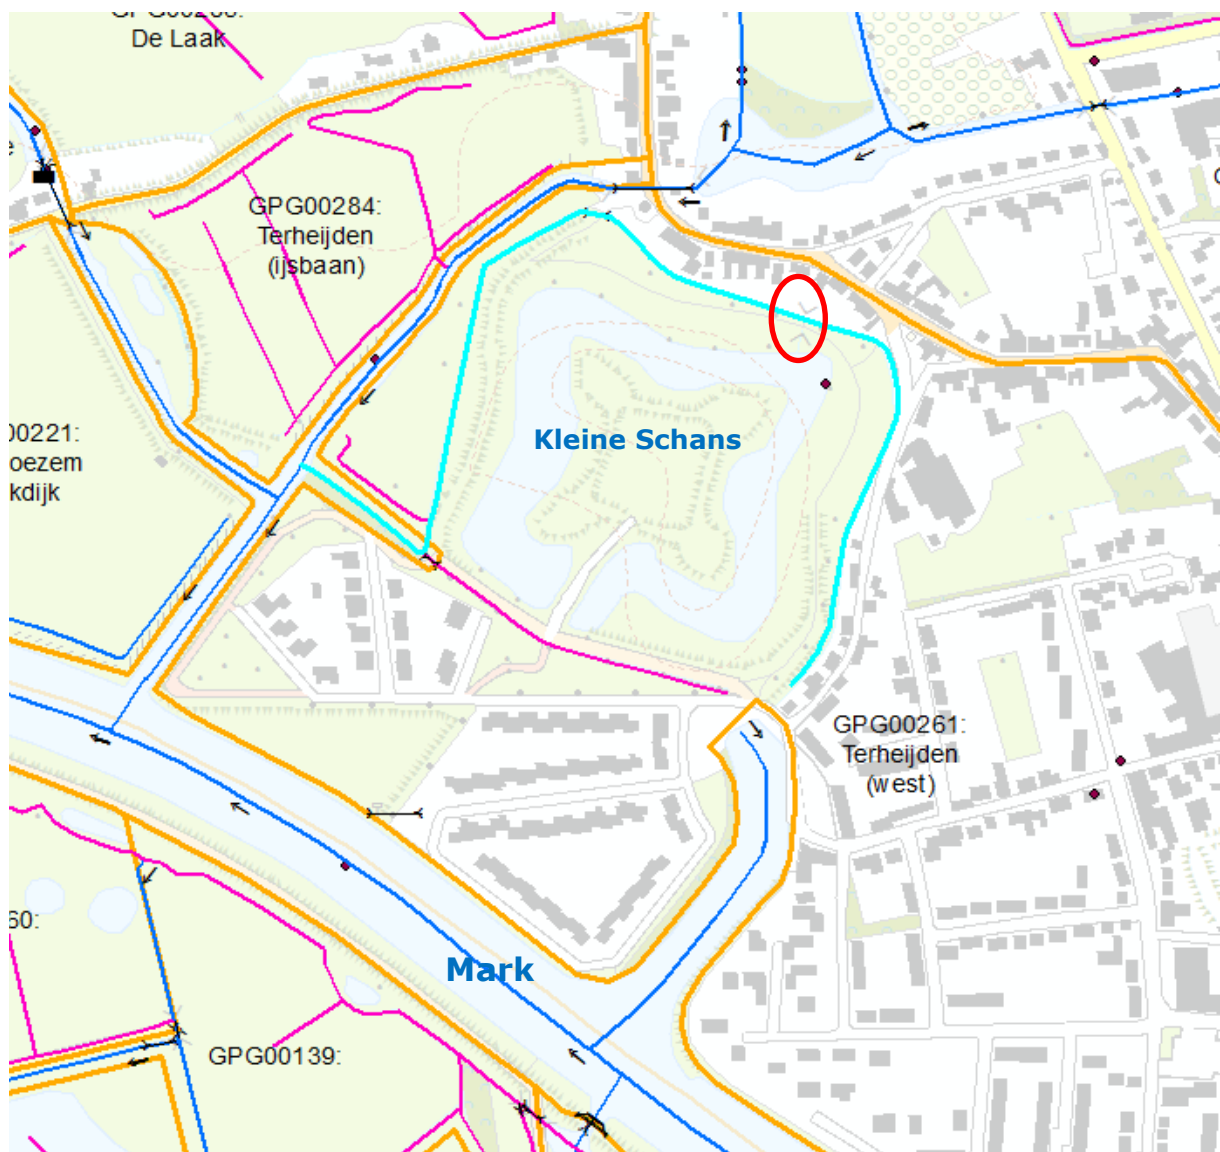 De Laak
GPG00284:
Terheijden
(ijsbaan)
00221:
oezem
kdijk
Kleine Schans
GPG00261:
Terheijden
(west)
60:
Mark
GPG00139: